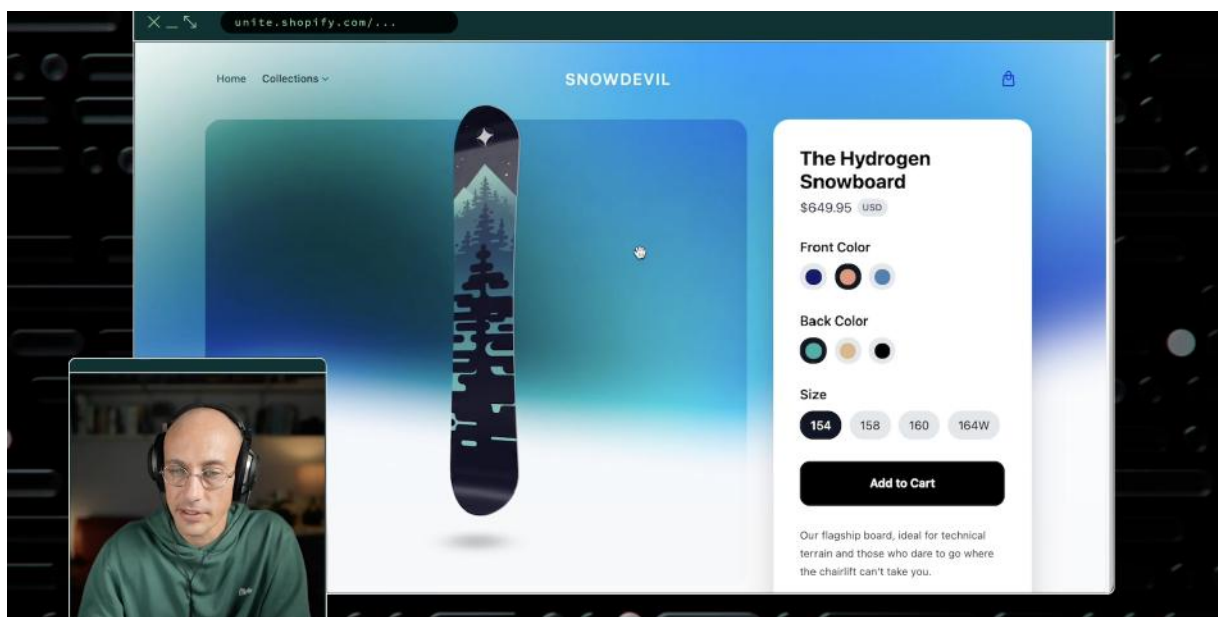 unite.shopify.com/...
Home Collections SNOWDEVIL
The Hydrogen
Snowboard
$649.95 USD
Front Color
Back Color
Size
154 158 160 164W
Add to Cart
Our flagship board, ideal for technical
terrain and those who dare to go where
the chairlift can't take you.